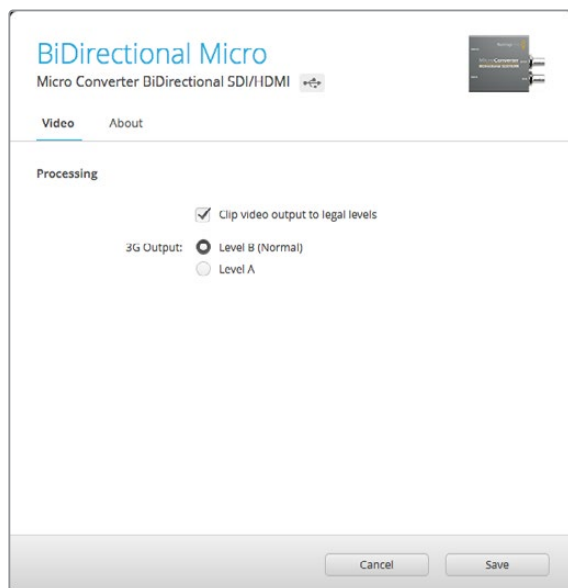 BiDirectional Micro
Micro Converter BiDirectional SDI/HDMI
Video About
Processing
Clip video output to legal levels
3G Output: Level B (Normal)
Level A
Cancel Save